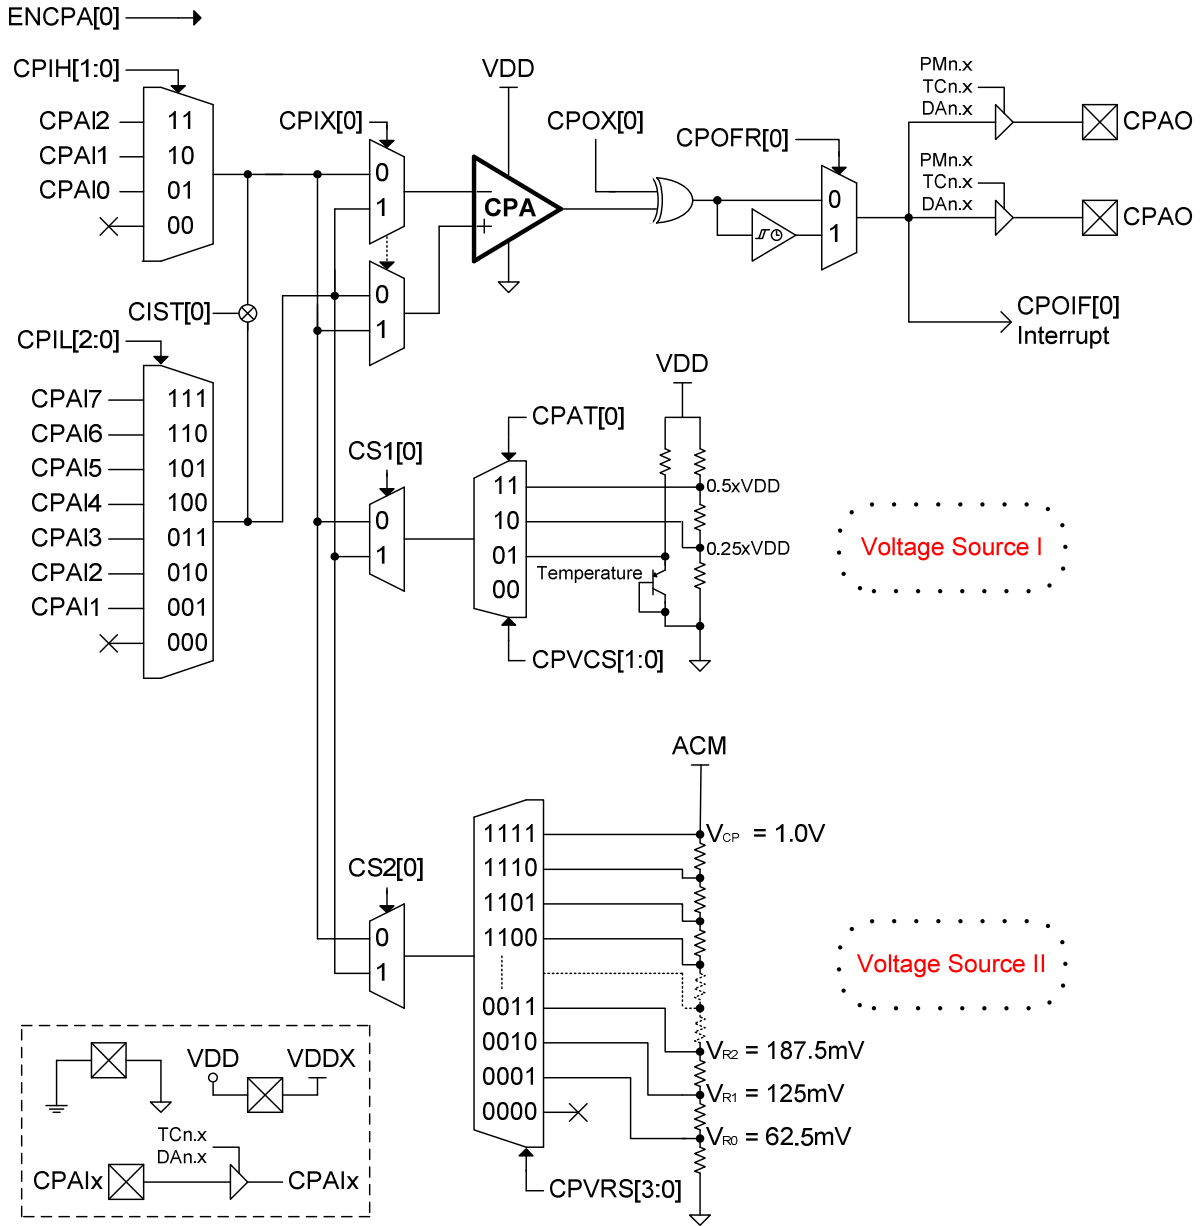 ENCPA[0]
CPIH[1:0]
CPAI2
11
CPAI1
10
CPAI0
01
00
CPIX[0]
0
1
0
1
VDD
CPA
−
+
CPOX[0]
CPOFR[0]
0
1
PMn.x
TCn.x
DAn.x
CPAO
PMn.x
TCn.x
DAn.x
CPAO
CPOIF[0]
Interrupt
CIST[0]
CPIL[2:0]
CPAI7
111
CPAI6
110
CPAI5
101
CPAI4
100
CPAI3
011
CPAI2
010
CPAI1
001
000
CS1[0]
0
1
CPAT[0]
11
10
01
00
CPVCS[1:0]
VDD
0.5xVDD
0.25xVDD
Temperature
Voltage Source I
ACM
CS2[0]
0
1
1111
1110
1101
1100
0011
0010
0001
0000
CPVRS[3:0]
VCP = 1.0V
VR2 = 187.5mV
VR1 = 125mV
VR0 = 62.5mV
Voltage Source II
VDD
VDDX
TCn.x
DAn.x
CPAIx
CPAIx